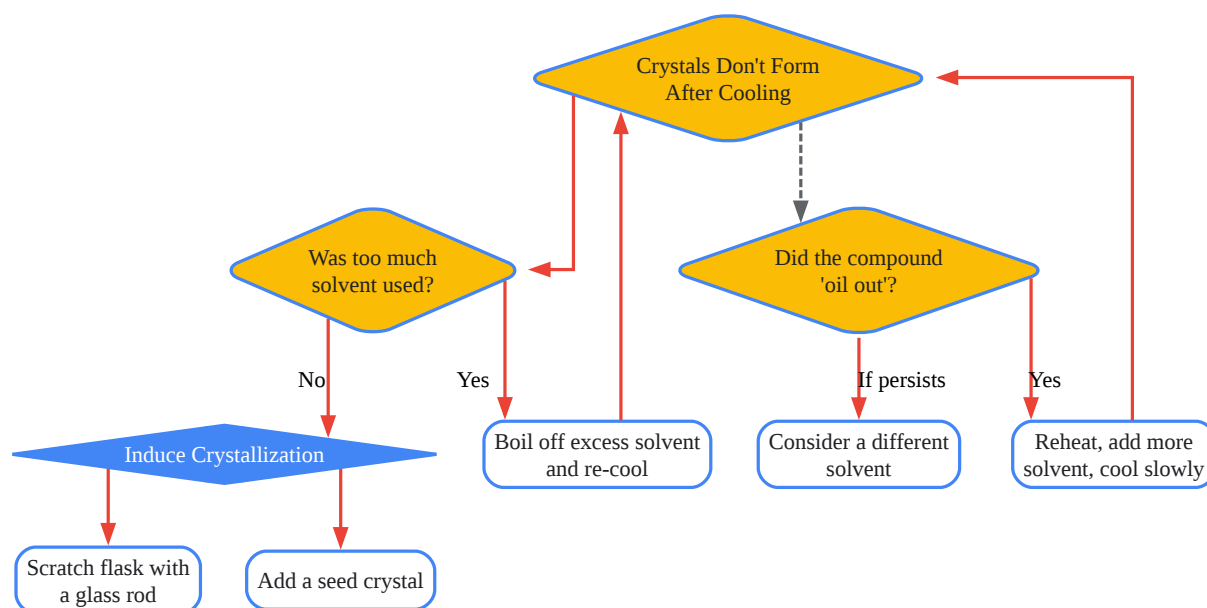 Crystals Don't Form
After Cooling
Was too much
solvent used?
Did the compound
'oil out'?
No
Yes
If persists
Yes
Induce Crystallization
Boil off excess solvent
and re-cool
Consider a different
solvent
Reheat, add more
solvent, cool slowly
Scratch flask with
a glass rod
Add a seed crystal